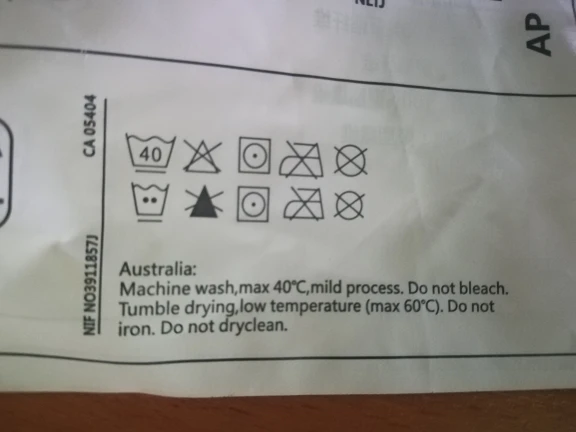 AP
CA 05404
NIF NO3911857J
40
Australia:
Machine wash,max 40°C,mild process. Do not bleach.
Tumble drying,low temperature (max 60°C). Do not
iron. Do not dryclean.